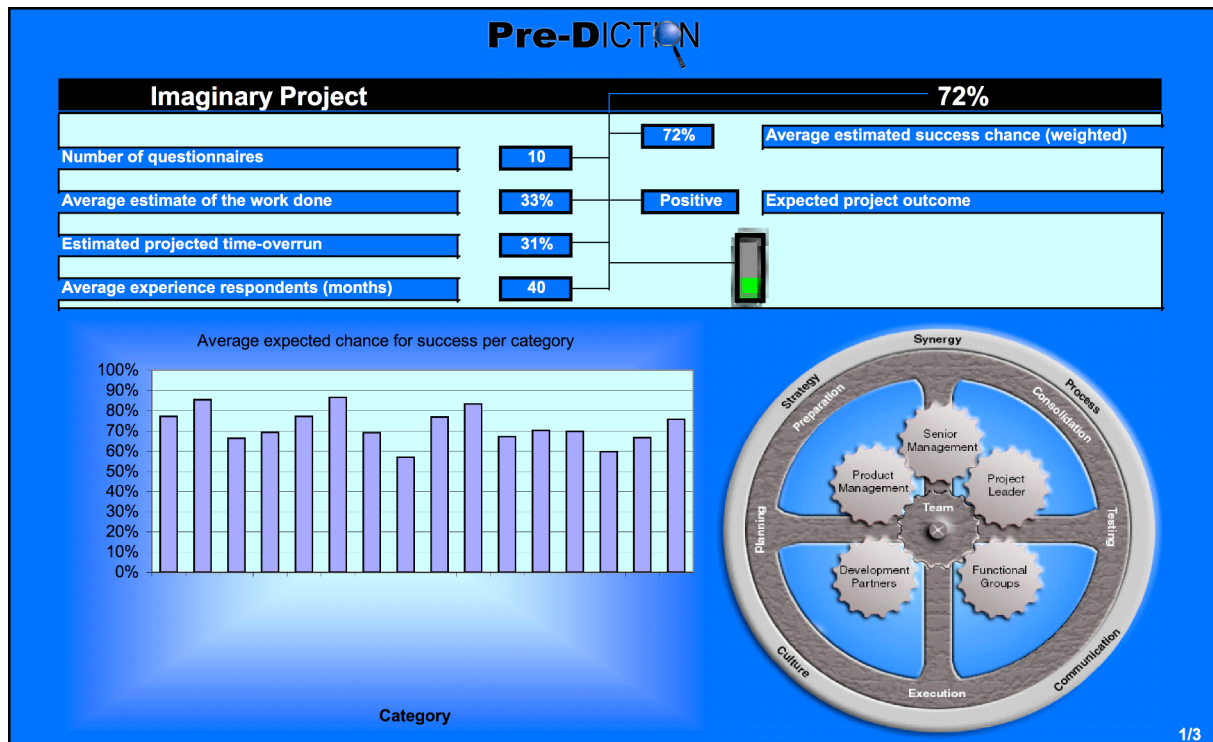 Pre-DICTION
Imaginary Project 72%
72% Average estimated success chance (weighted)
Number of questionnaires 10
Average estimate of the work done 33% Positive Expected project outcome
Estimated projected time-overrun 31%
Average experience respondents (months) 40
Average expected chance for success per category
100%
90%
80%
70%
60%
50%
40%
30%
20%
10%
0%
Category
Synergy
Strategy
Process
Preparation
Consolidation
Senior
Management
Product
Management
Project
Leader
Team
Planning
Testing
Development
Partners
Functional
Groups
Culture
Communication
Execution
1/3